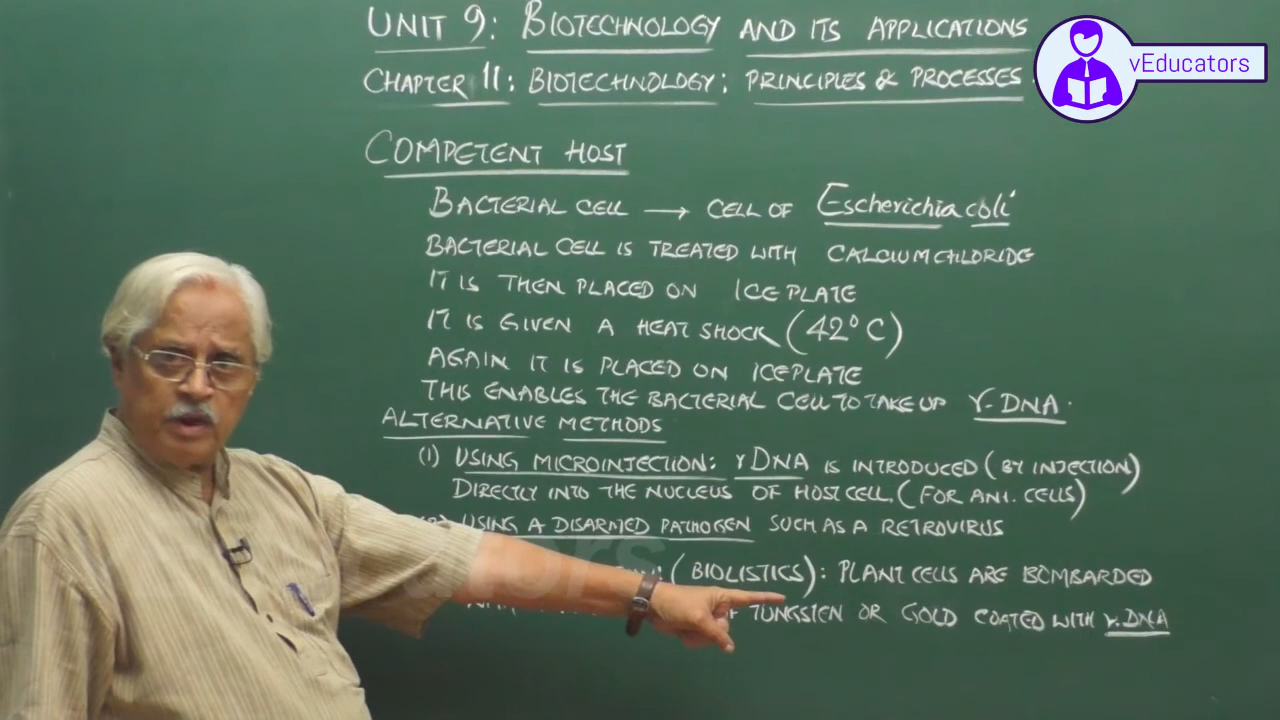 UNIT 9: BIOTECHNOLOGY AND ITS APPLICATIONS
vEducators
CHAPTER 11: BIOTECHNOLOGY: PRINCIPLES & PROCESSES.
COMPETENT HOST
BACTERIAL CELL → CELL OF Escherichia coli
BACTERIAL CELL IS TREATED WITH CALCIUM CHLORIDE
IT IS THEN PLACED ON ICE PLATE
IT IS GIVEN A HEAT SHOCK (42° C)
AGAIN IT IS PLACED ON ICEPLATE
THIS ENABLES THE BACTERIAL CELL TO TAKE UP r-DNA.
ALTERNATIVE METHODS
(1) USING MICROINJECTION: rDNA IS INTRODUCED (BY INJECTION)
DIRECTLY INTO THE NUCLEUS OF HOST CELL. (FOR ANI. CELLS)
USING A DISARMED PATHOGEN SUCH AS A RETROVIRUS
(BIOLISTICS): PLANT CELLS ARE BOMBARDED
TUNGSTEN OR GOLD COATED WITH r.DNA